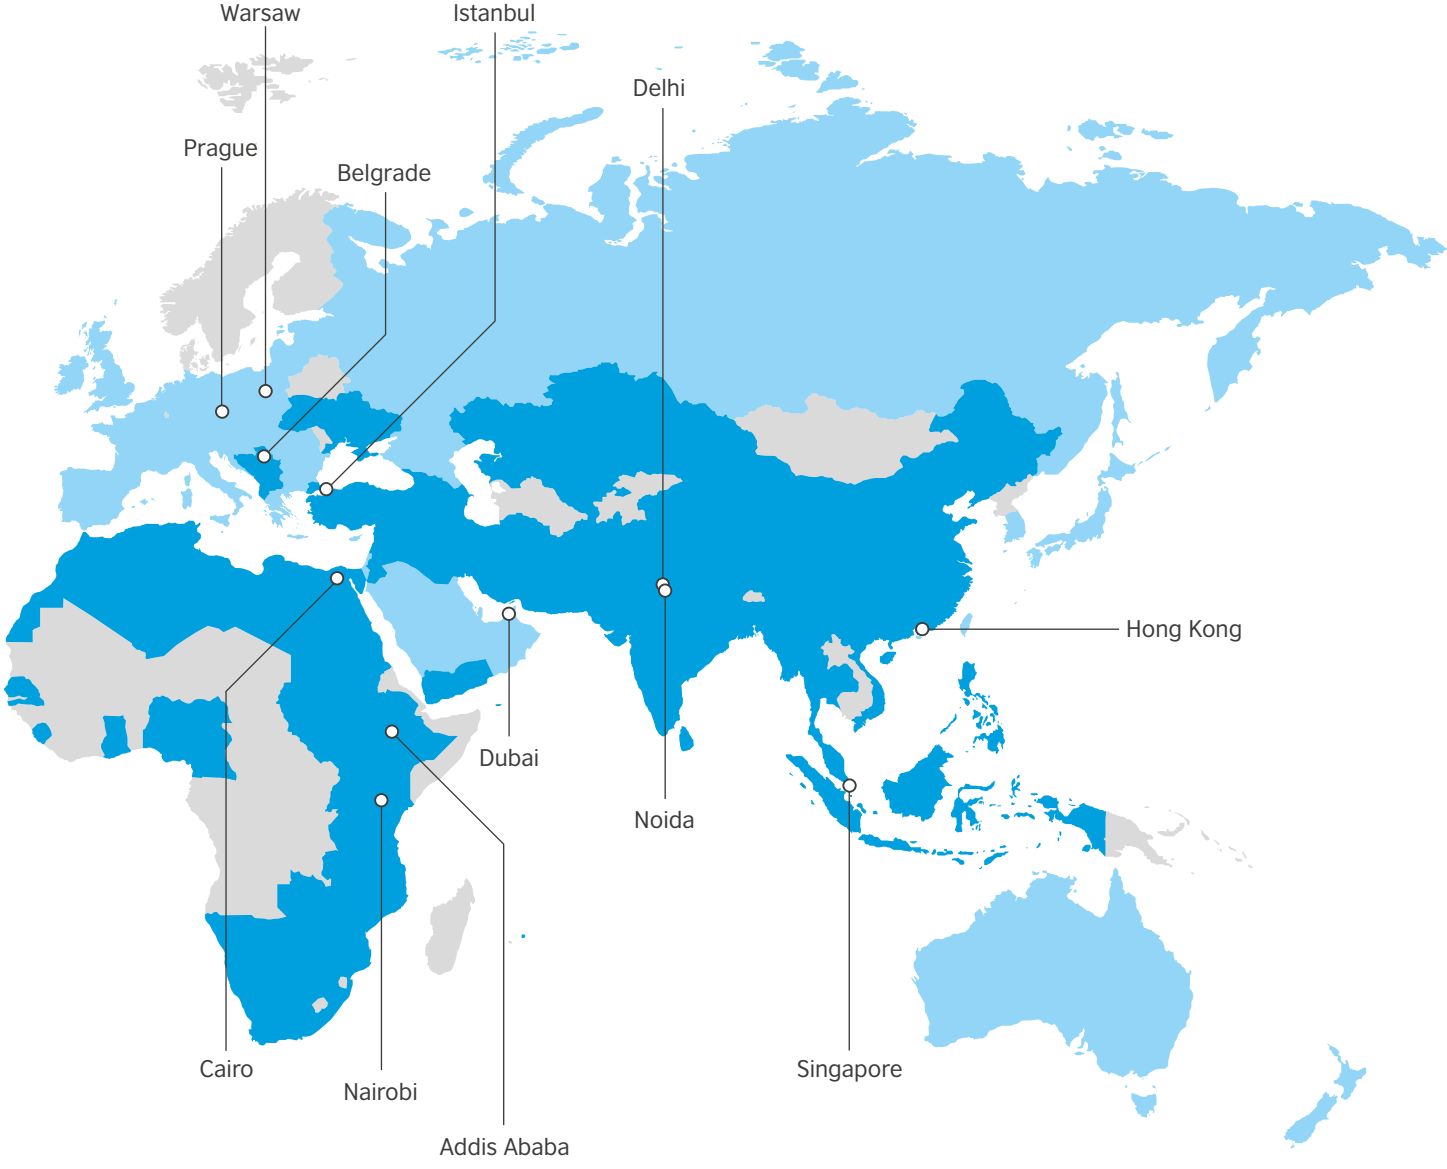 Warsaw
Istanbul
Delhi
Prague
Belgrade
Hong Kong
Dubai
Noida
Cairo
Singapore
Nairobi
Addis Ababa